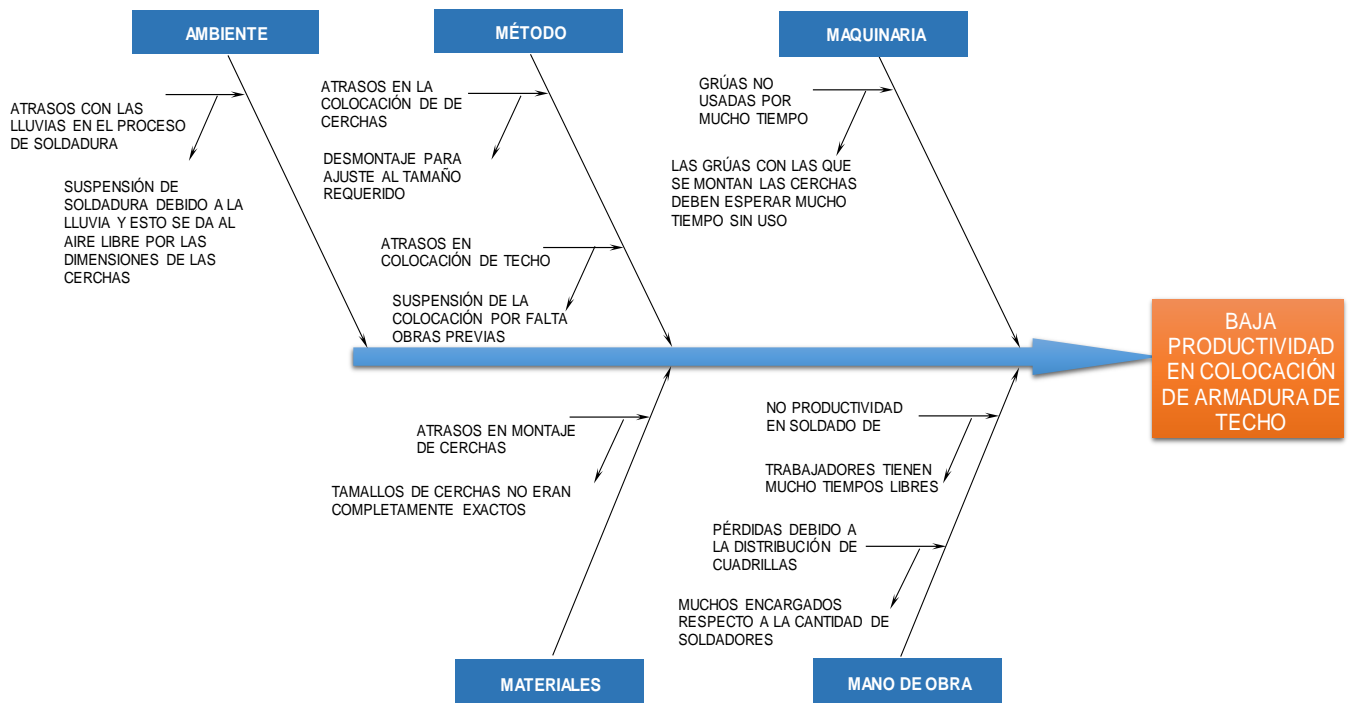 AMBIENTE
MÉTODO
MAQUINARIA
ATRASOS CON LAS
LLUVIAS EN EL PROCESO
DE SOLDADURA
SUSPENSIÓN DE
SOLDADURA DEBIDO A LA
LLUVIA Y ESTO SE DA AL
AIRE LIBRE POR LAS
DIMENSIONES DE LAS
CERCHAS
ATRASOS EN LA
COLOCACIÓN DE DE
CERCHAS
DESMONTAJE PARA
AJUSTE AL TAMAÑO
REQUERIDO
ATRASOS EN
COLOCACIÓN DE TECHO
SUSPENSIÓN DE LA
COLOCACIÓN POR FALTA
OBRAS PREVIAS
GRÚAS NO
USADAS POR
MUCHO TIEMPO
LAS GRÚAS CON LAS QUE
SE MONTAN LAS CERCHAS
DEBEN ESPERAR MUCHO
TIEMPO SIN USO
BAJA
PRODUCTIVIDAD
EN COLOCACIÓN
DE ARMADURA DE
TECHO
ATRASOS EN MONTAJE
DE CERCHAS
TAMALLOS DE CERCHAS NO ERAN
COMPLETAMENTE EXACTOS
NO PRODUCTIVIDAD
EN SOLDADO DE
TRABAJADORES TIENEN
MUCHO TIEMPOS LIBRES
PÉRDIDAS DEBIDO A
LA DISTRIBUCIÓN DE
CUADRILLAS
MUCHOS ENCARGADOS
RESPECTO A LA CANTIDAD DE
SOLDADORES
MATERIALES
MANO DE OBRA